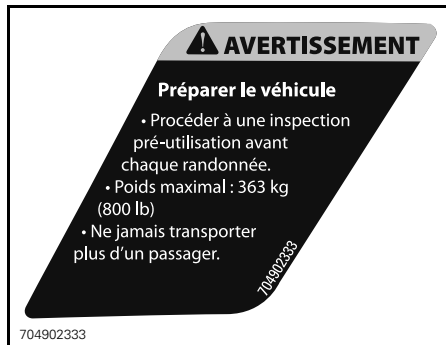 AVERTISSEMENT
Préparer le véhicule
• Procéder à une inspection
pré-utilisation avant
chaque randonnée.
• Poids maximal : 363 kg
(800 lb)
• Ne jamais transporter
plus d'un passager.
704902333
704902333